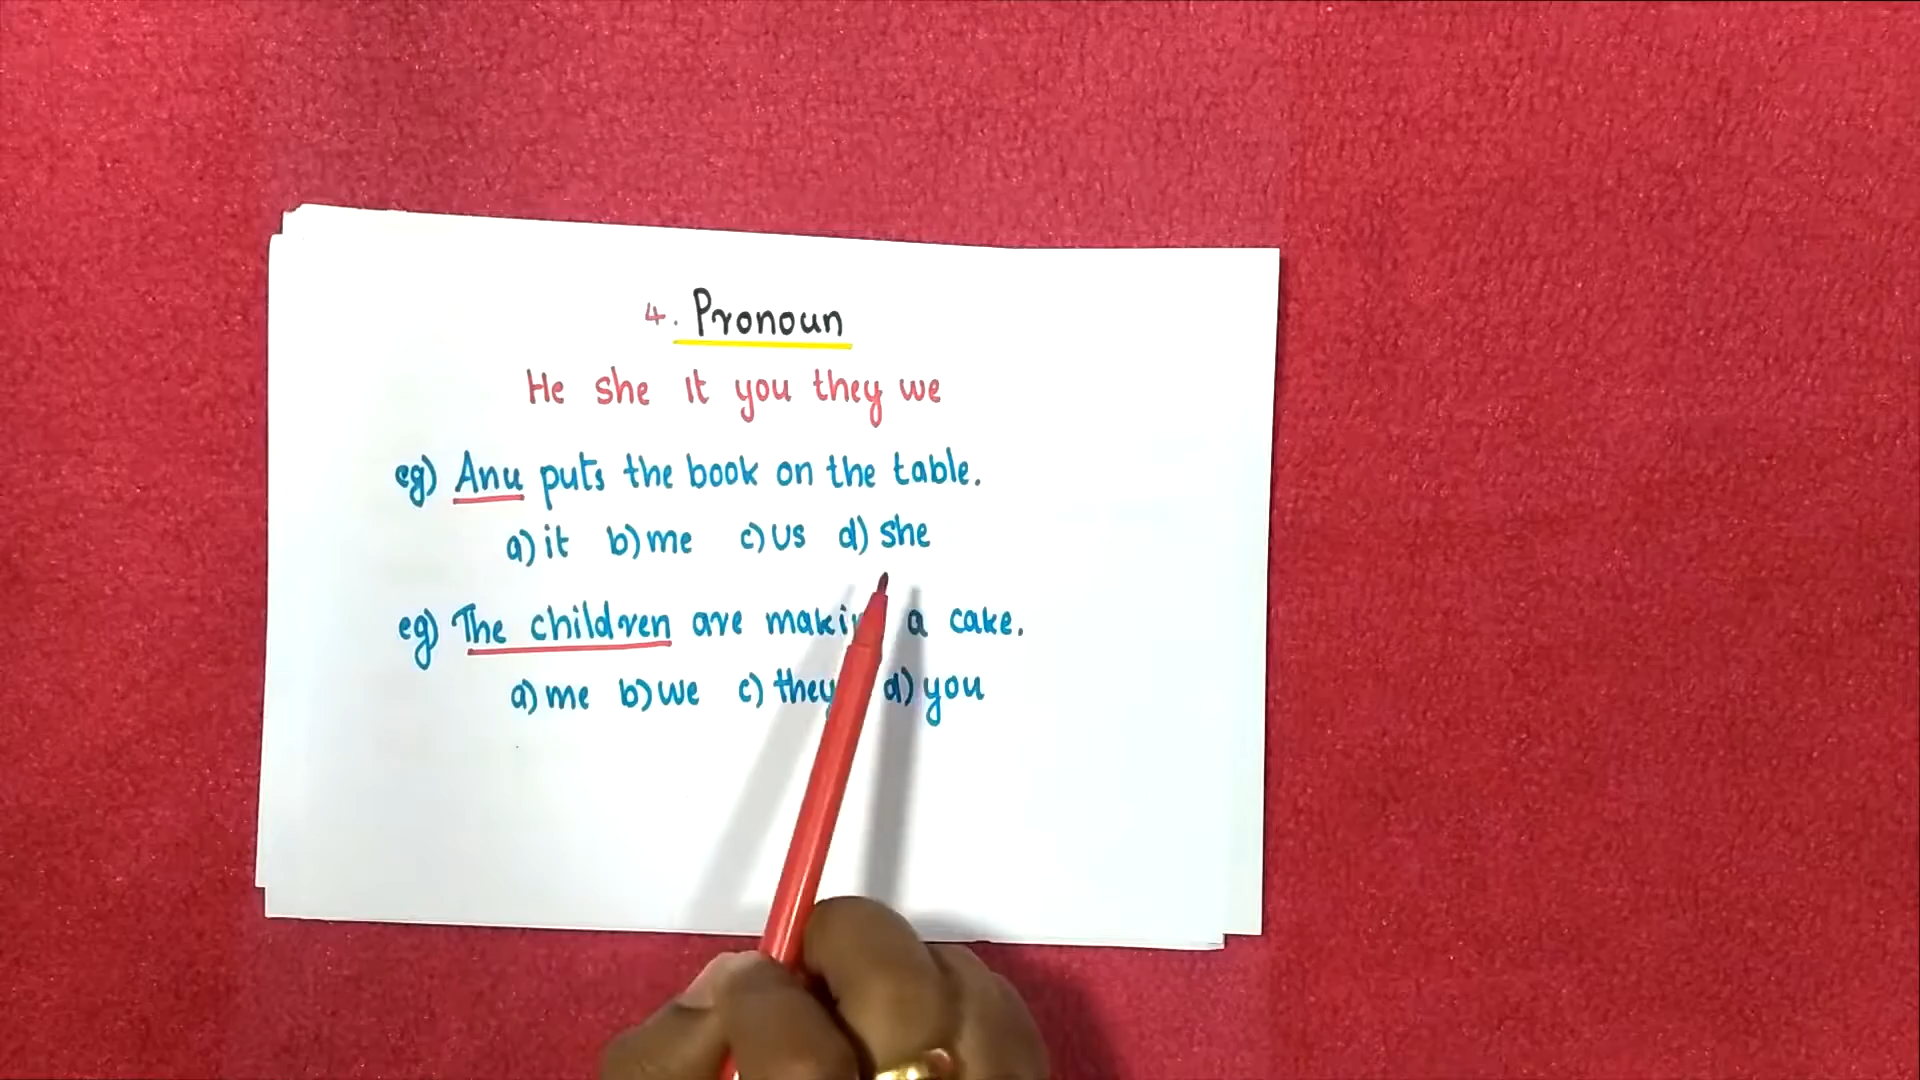 4. Pronoun
He she It you they we
eg) Anu puts the book on the table.
a) it b) me c) us d) she
eg) The children are making a cake.
a) me b) we c) they d) you